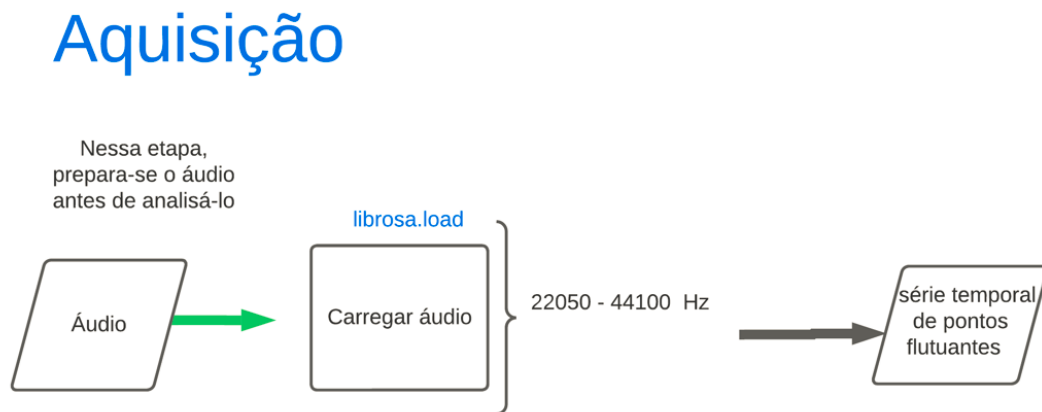 Aquisição
Nessa etapa,
prepara-se o áudio
antes de analisá-lo
Áudio
librosa.load
Carregar áudio
22050 - 44100 Hz
série temporal
de pontos
flutuantes